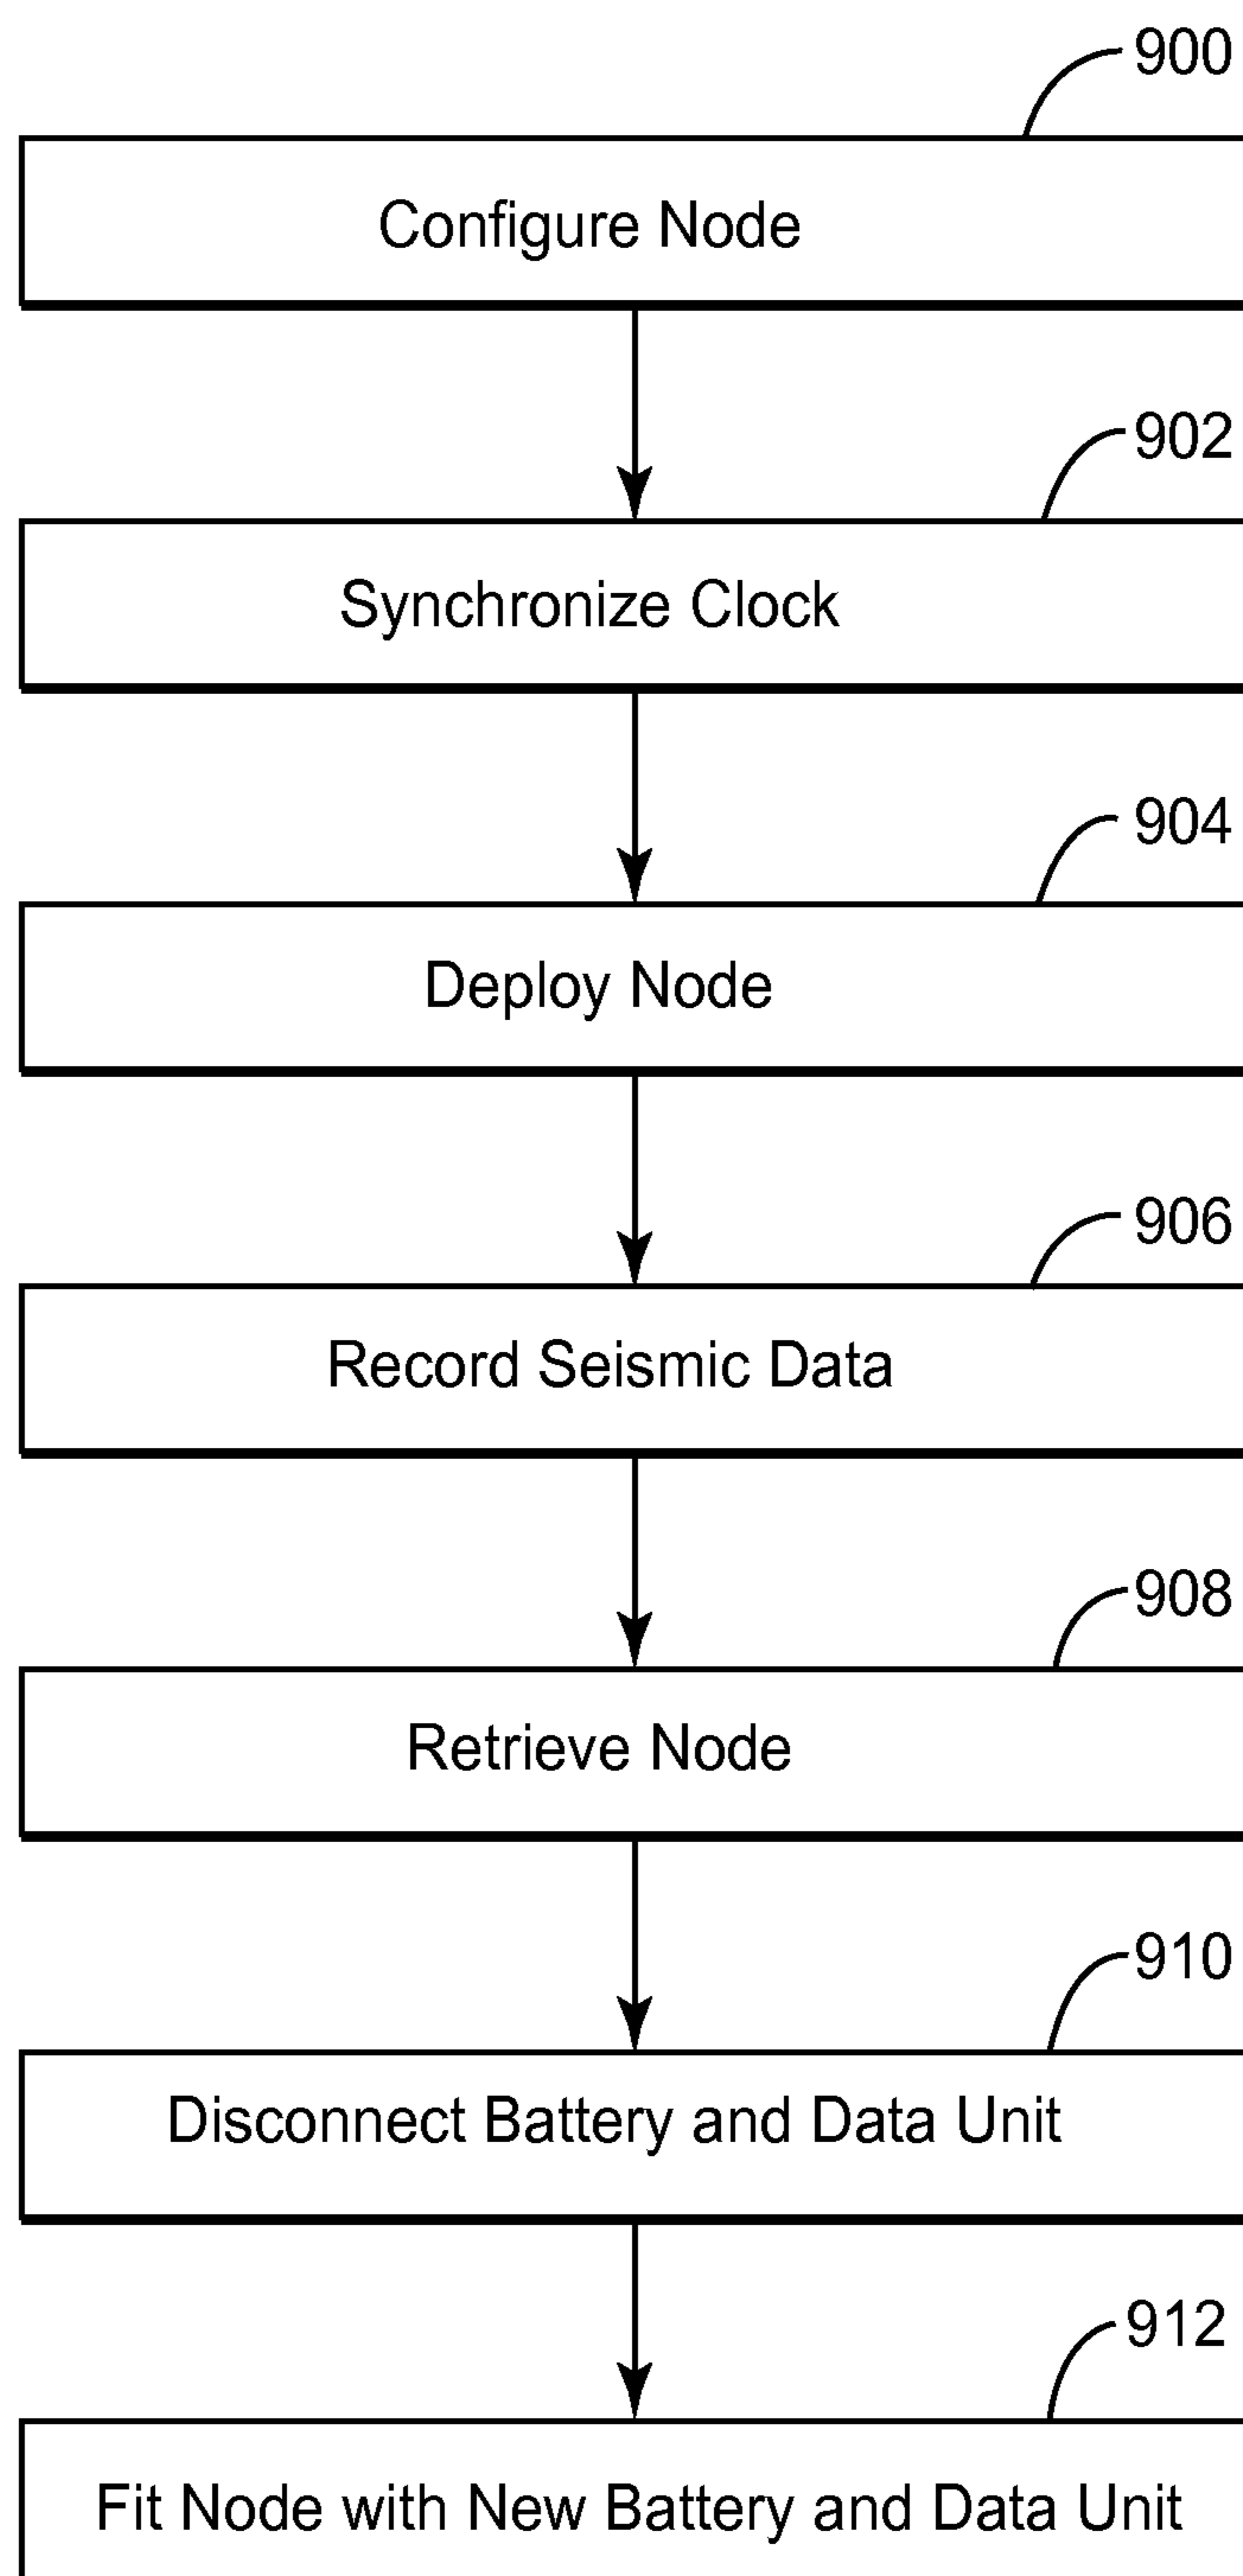 900
Configure Node
902
Synchronize Clock
904
Deploy Node
906
Record Seismic Data
908
Retrieve Node
910
Disconnect Battery and Data Unit
912
Fit Node with New Battery and Data Unit